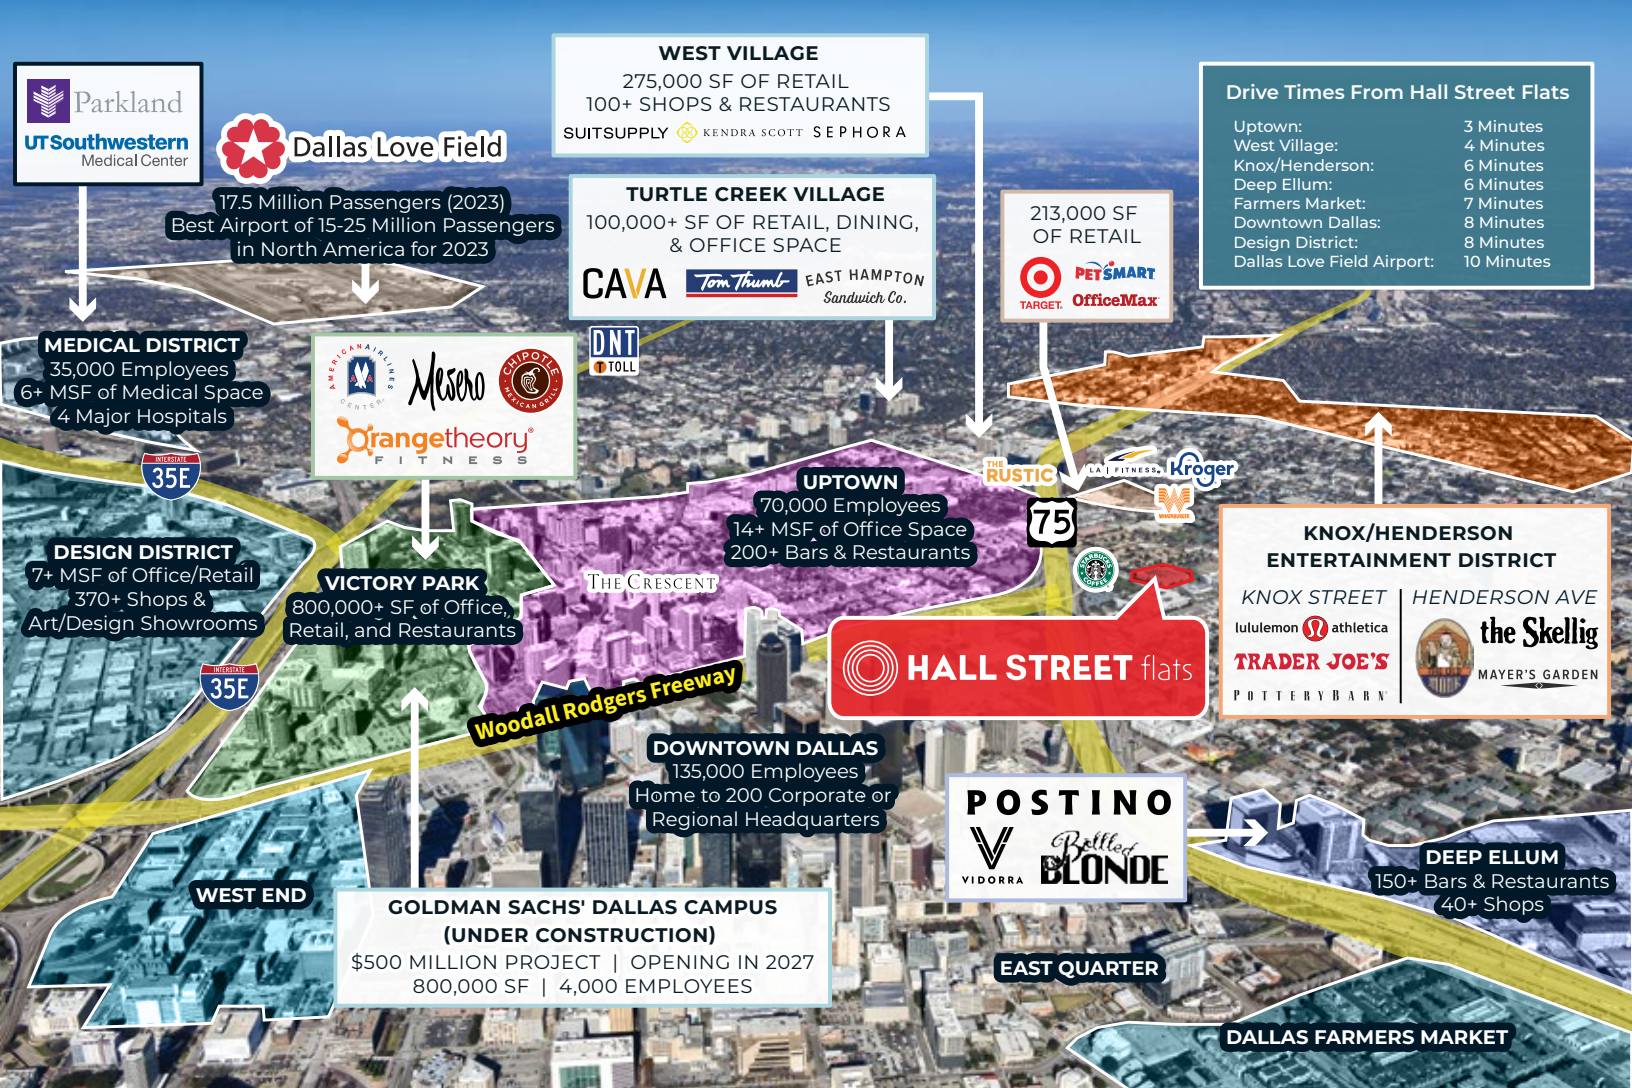 WEST VILLAGE
275,000 SF OF RETAIL
100+ SHOPS & RESTAURANTS
SUITSUPPLY KENDRA SCOTT SEPHORA
Parkland
UTSouthwestern
Medical Center
Dallas Love Field
17.5 Million Passengers (2023)
Best Airport of 15-25 Million Passengers
in North America for 2023
TURTLE CREEK VILLAGE
100,000+ SF OF RETAIL, DINING,
& OFFICE SPACE
CAVA Tom Thumb EAST HAMPTON
Sandwich Co.
213,000 SF
OF RETAIL
TARGET PETSMART
OfficeMax
Drive Times From Hall Street Flats
Uptown: 3 Minutes
West Village: 4 Minutes
Knox/Henderson: 6 Minutes
Deep Ellum: 6 Minutes
Farmers Market: 7 Minutes
Downtown Dallas: 8 Minutes
Design District: 8 Minutes
Dallas Love Field Airport: 10 Minutes
MEDICAL DISTRICT
35,000 Employees
6+ MSF of Medical Space
4 Major Hospitals
AMERICAN AIRLINES
CENTER
Mesero
CHIPOTLE
MEXICAN GRILL
Orangetheory®
FITNESS
DNT
TOLL
INTERSTATE
35E
THE
RUSTIC
LA|FITNESS
Kroger
WHATABURGER
75
STARBUCKS
COFFEE
UPTOWN
70,000 Employees
14+ MSF of Office Space
200+ Bars & Restaurants
THE CRESCENT
DESIGN DISTRICT
7+ MSF of Office/Retail
370+ Shops &
Art/Design Showrooms
VICTORY PARK
800,000+ SF of Office,
Retail, and Restaurants
INTERSTATE
35E
KNOX/HENDERSON
ENTERTAINMENT DISTRICT
KNOX STREET
lululemon athletica
TRADER JOE'S
POTTERYBARN
HENDERSON AVE
the Skellig
MAYER'S GARDEN
HALL STREET flats
Woodall Rodgers Freeway
DOWNTOWN DALLAS
135,000 Employees
Home to 200 Corporate or
Regional Headquarters
POSTINO
VIDORRA
Bottled
BLONDE
DEEP ELLUM
150+ Bars & Restaurants
40+ Shops
WEST END
GOLDMAN SACHS' DALLAS CAMPUS
(UNDER CONSTRUCTION)
$500 MILLION PROJECT | OPENING IN 2027
800,000 SF | 4,000 EMPLOYEES
EAST QUARTER
DALLAS FARMERS MARKET